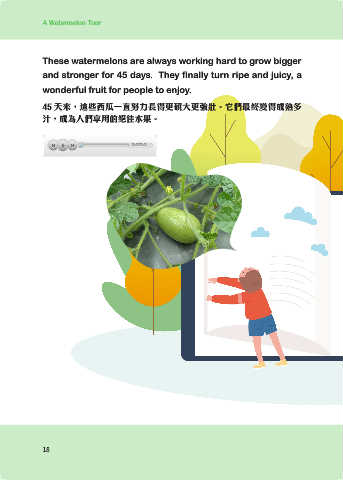 A Watermelon Tour
These watermelons are always working hard to grow bigger
and stronger for 45 days. They finally turn ripe and juicy, a
wonderful fruit for people to enjoy.
45 天來，這些西瓜一直努力長得更碩大更強壯。它們最終變得成熟多
汁，成為人們享用的絕佳水果。
18